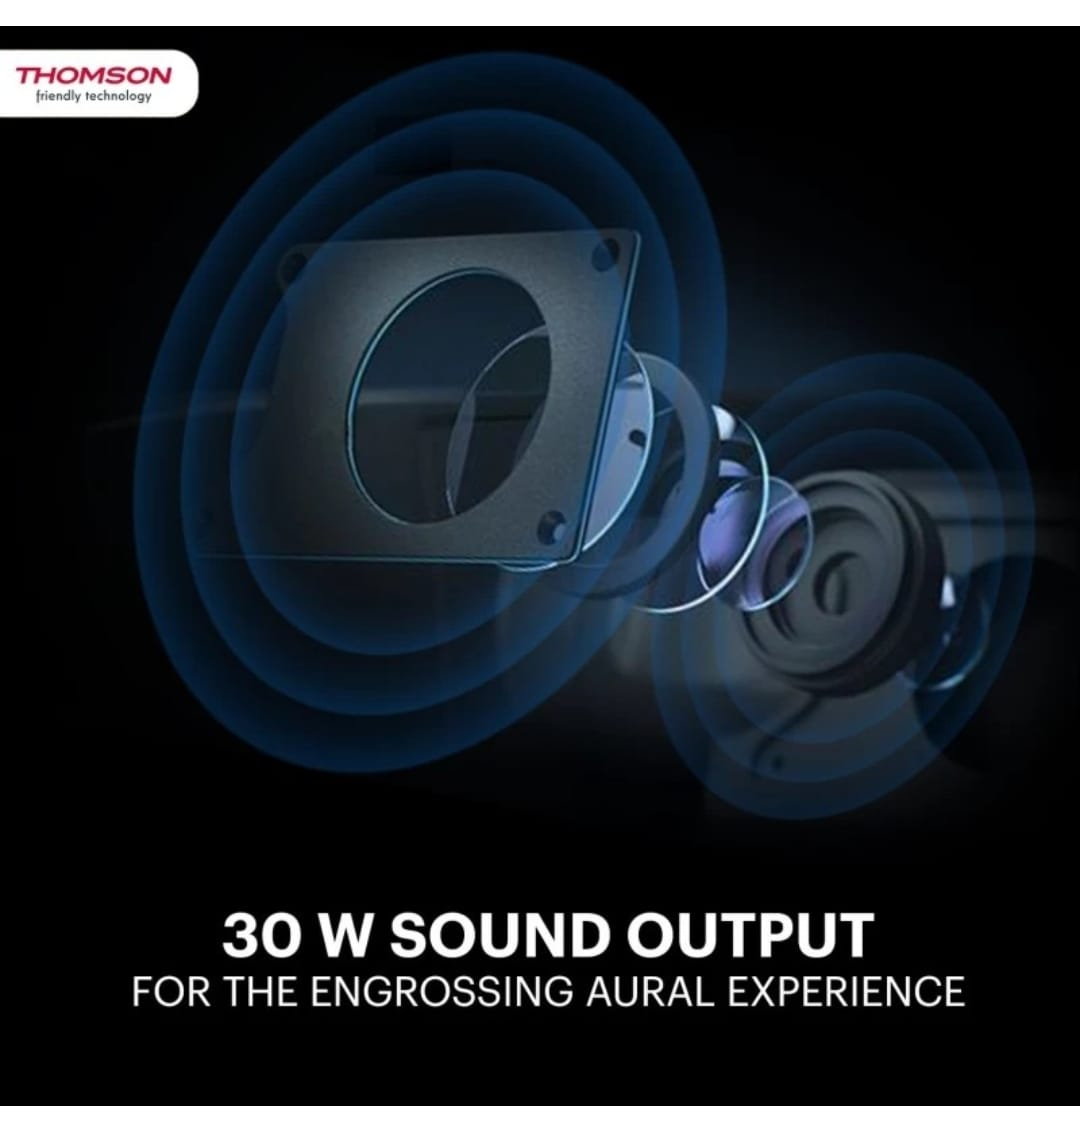 THOMSON
friendly technology
30 W SOUND OUTPUT
FOR THE ENGROSSING AURAL EXPERIENCE